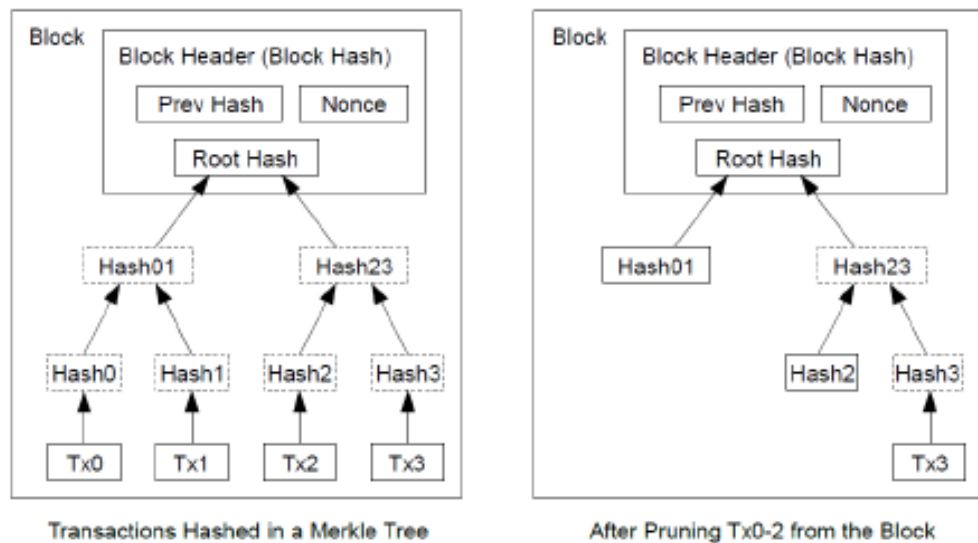 Block
Block Header (Block Hash)
Prev Hash
Nonce
Root Hash
Hash01
Hash23
Hash0
Hash1
Hash2
Hash3
Tx0
Tx1
Tx2
Tx3
Transactions Hashed in a Merkle Tree
Block
Block Header (Block Hash)
Prev Hash
Nonce
Root Hash
Hash01
Hash23
Hash2
Hash3
Tx3
After Pruning Tx0-2 from the Block